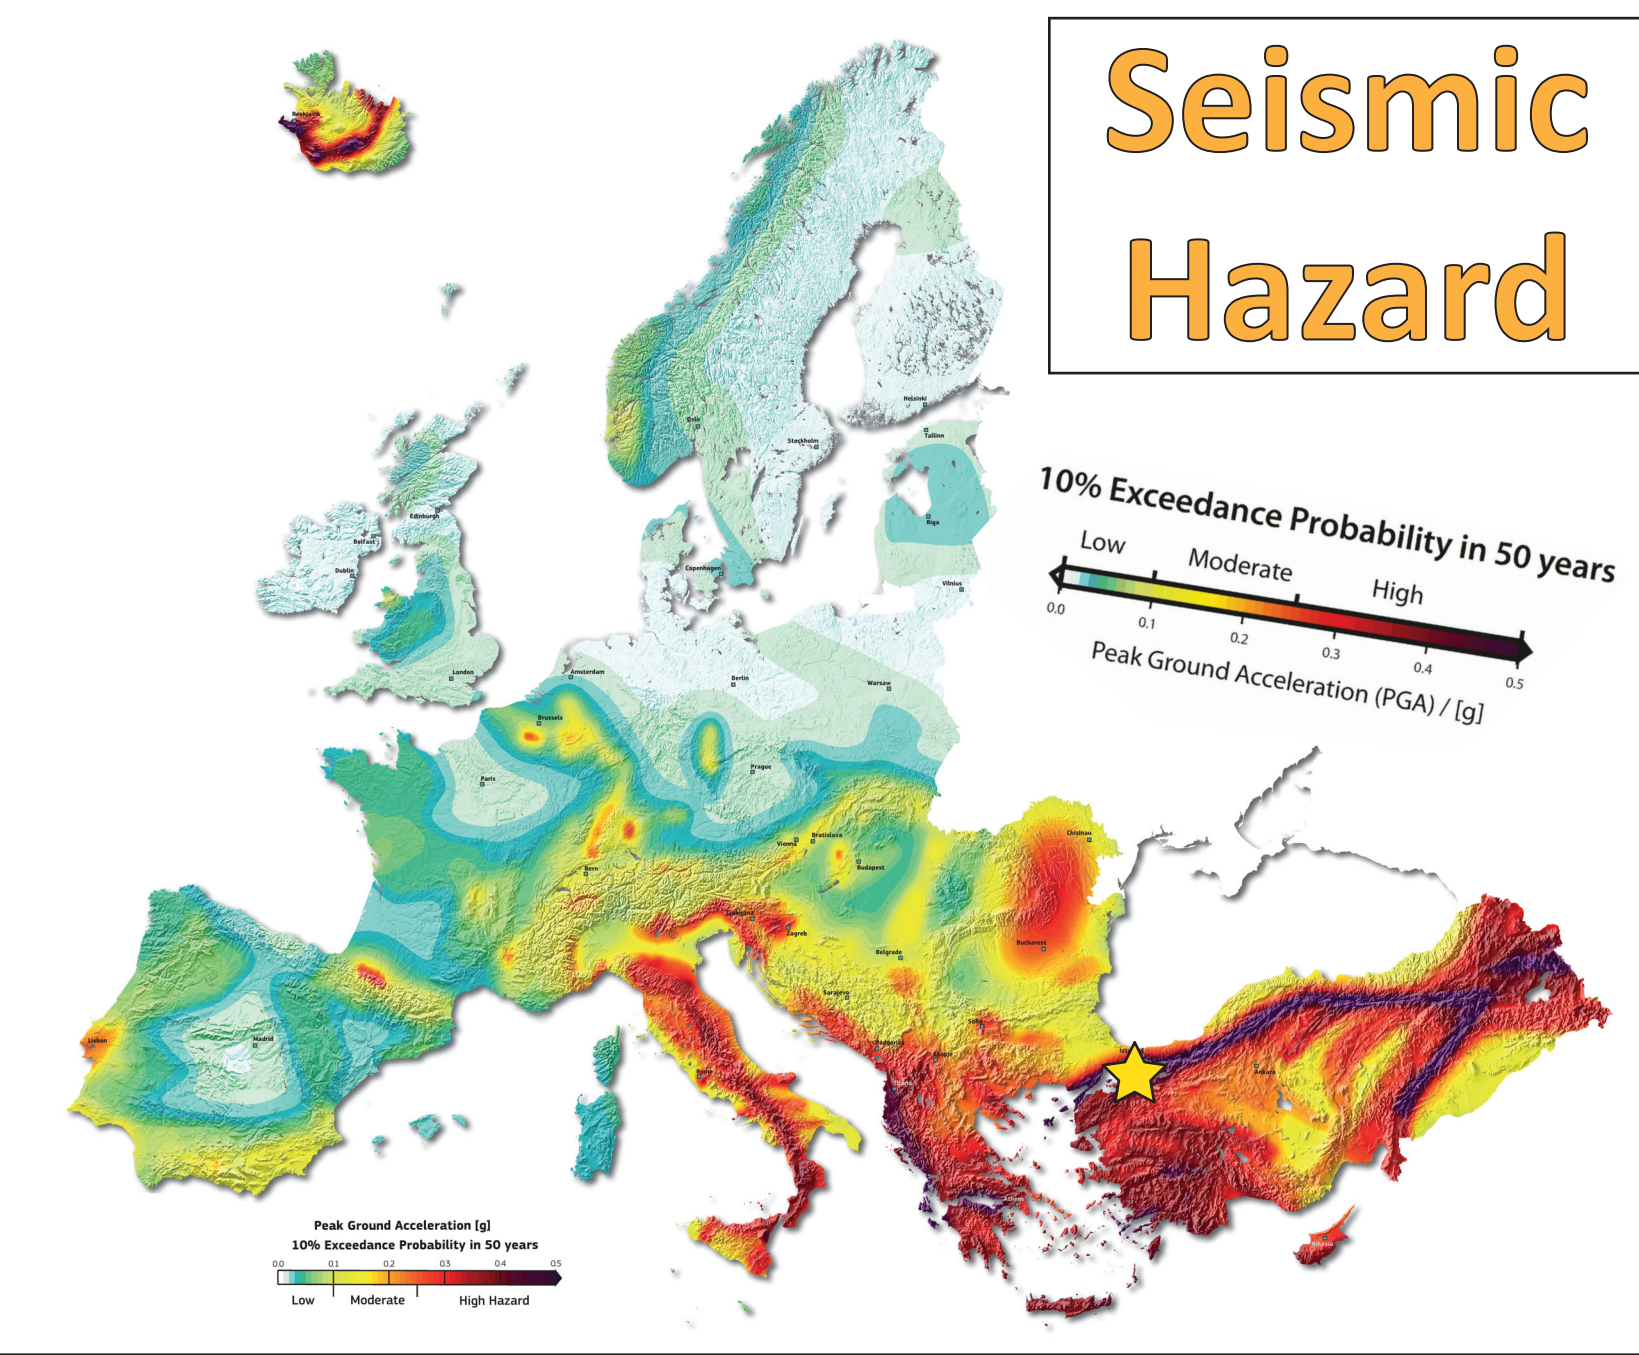 Seismic
Hazard
Reykjavik
Helsinki
Oslo
Stockholm
Tallinn
Riga
Edinburgh
Belfast
Dublin
Copenhagen
Vilnius
London
Amsterdam
Berlin
Warsaw
Brussels
Prague
Paris
10% Exceedance Probability in 50 years
Low
Moderate
High
0.0
0.1
0.2
0.3
0.4
0.5
Peak Ground Acceleration (PGA) / [g]
Chisinau
Bratislava
Vienna
Budapest
Bern
Ljubljana
Zagreb
Bucharest
Belgrade
Sarajevo
Sofia
Lisbon
Madrid
Podgorica
Skopje
Rome
Tirana
Ankara
Athens
Nikosia
Peak Ground Acceleration [g]
10% Exceedance Probability in 50 years
0.0 0.1 0.2 0.3 0.4 0.5
Low Moderate High Hazard